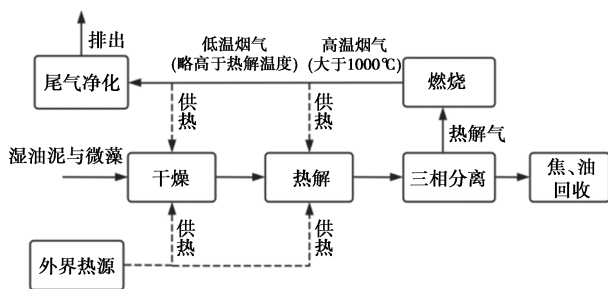 排出
低温烟气
(略高于热解温度)
高温烟气
(大于1000℃)
尾气净化
燃烧
供热
供热
热解气
湿油泥与微藻
干燥
热解
三相分离
焦、油
回收
供热
供热
外界热源